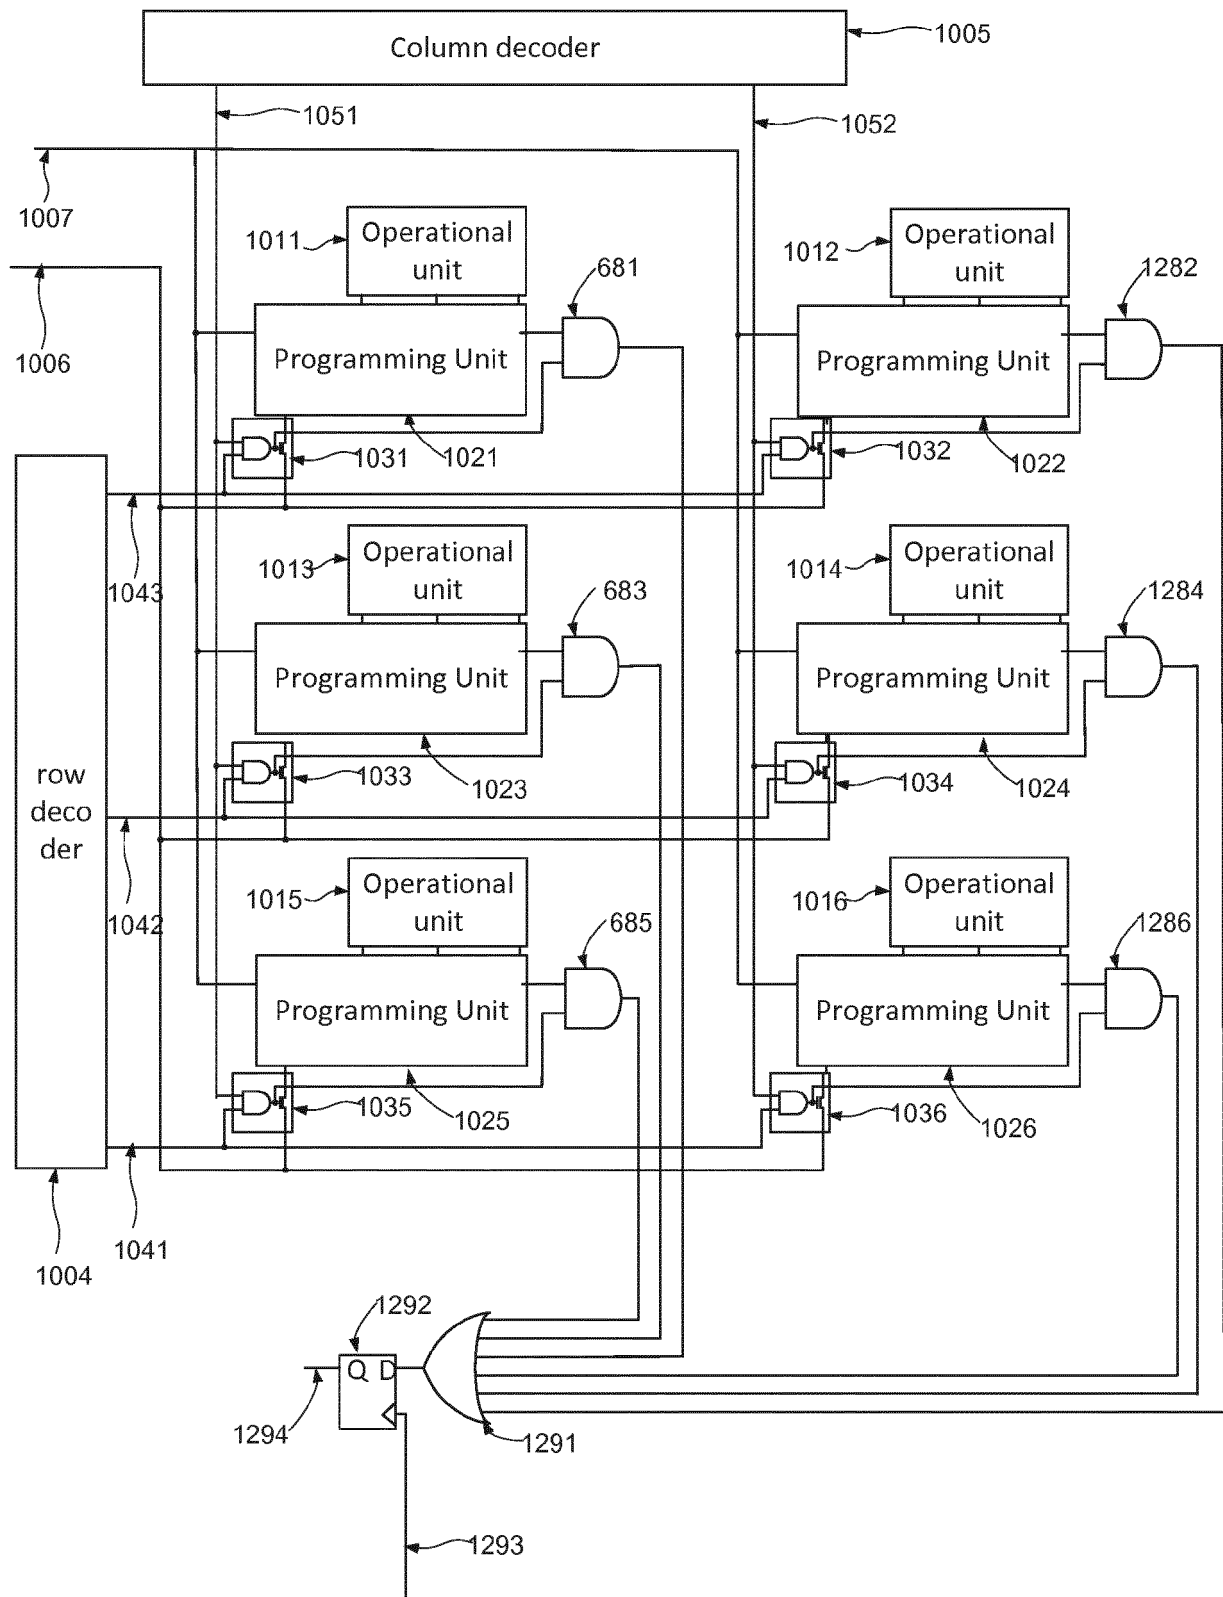 Column decoder
1005
1051
1052
1007
1011
Operational
unit
681
1012
Operational
unit
1282
1006
Programming Unit
Programming Unit
1031
1021
1032
1022
1043
1013
Operational
unit
683
1014
Operational
unit
1284
Programming Unit
Programming Unit
row
deco
der
1033
1023
1034
1024
1042
1015
Operational
unit
685
1016
Operational
unit
1286
Programming Unit
Programming Unit
1035
1025
1036
1026
1041
1004
1292
Q D
1294
1291
1293